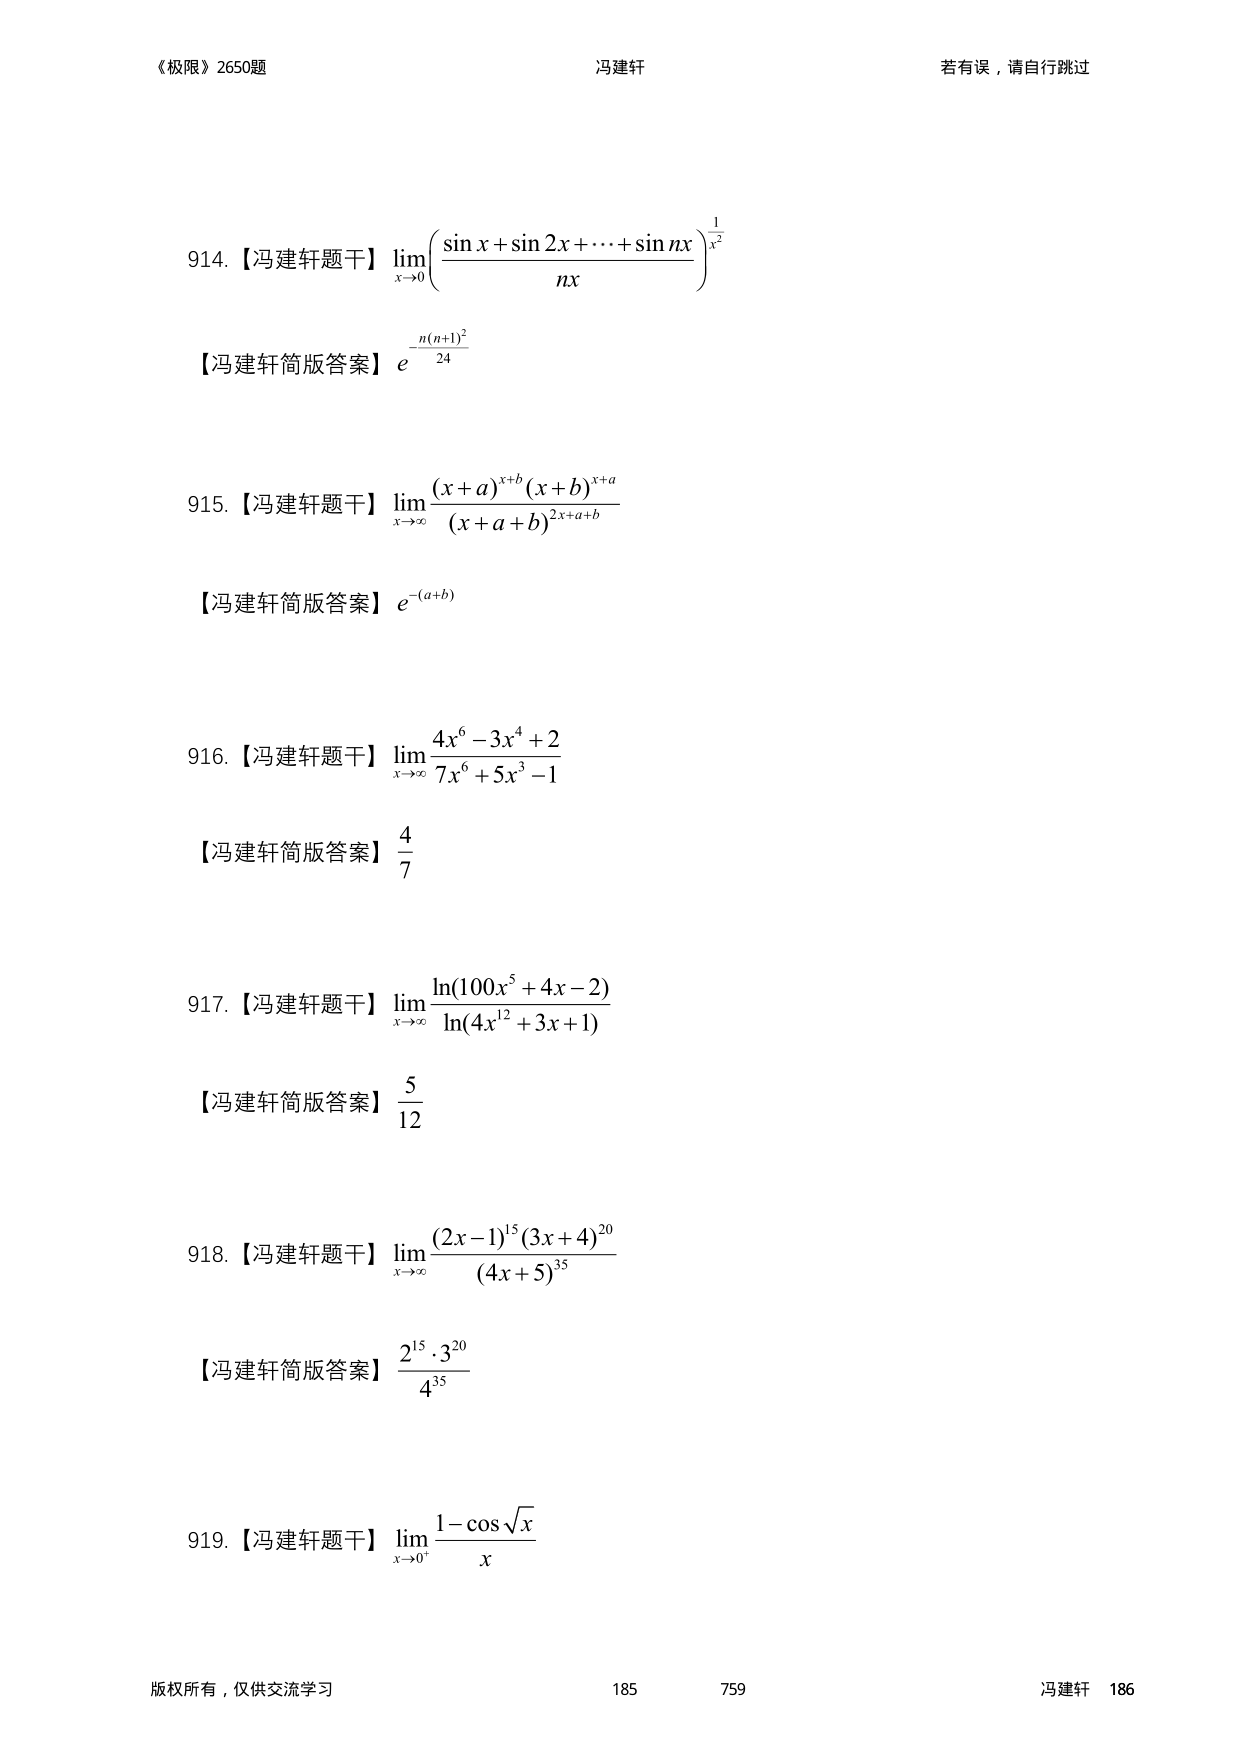 《极限》2650题 冯建轩 若有误，请自行跳过
914.【冯建轩题干】 $\lim_{x \to 0} \left( \frac{\sin x + \sin 2x + \cdots + \sin nx}{nx} \right)^{\frac{1}{x^2}}$
【冯建轩简版答案】 $e^{-\frac{n(n+1)^2}{24}}$
915.【冯建轩题干】 $\lim_{x \to \infty} \frac{(x+a)^{x+b}(x+b)^{x+a}}{(x+a+b)^{2x+a+b}}$
【冯建轩简版答案】 $e^{-(a+b)}$
916.【冯建轩题干】 $\lim_{x \to \infty} \frac{4x^6 - 3x^4 + 2}{7x^6 + 5x^3 - 1}$
【冯建轩简版答案】 $\frac{4}{7}$
917.【冯建轩题干】 $\lim_{x \to \infty} \frac{\ln(100x^5 + 4x - 2)}{\ln(4x^{12} + 3x + 1)}$
【冯建轩简版答案】 $\frac{5}{12}$
918.【冯建轩题干】 $\lim_{x \to \infty} \frac{(2x-1)^{15}(3x+4)^{20}}{(4x+5)^{35}}$
【冯建轩简版答案】 $\frac{2^{15} \cdot 3^{20}}{4^{35}}$
919.【冯建轩题干】 $\lim_{x \to 0^+} \frac{1 - \cos \sqrt{x}}{x}$
版权所有，仅供交流学习 185 759 冯建轩 186